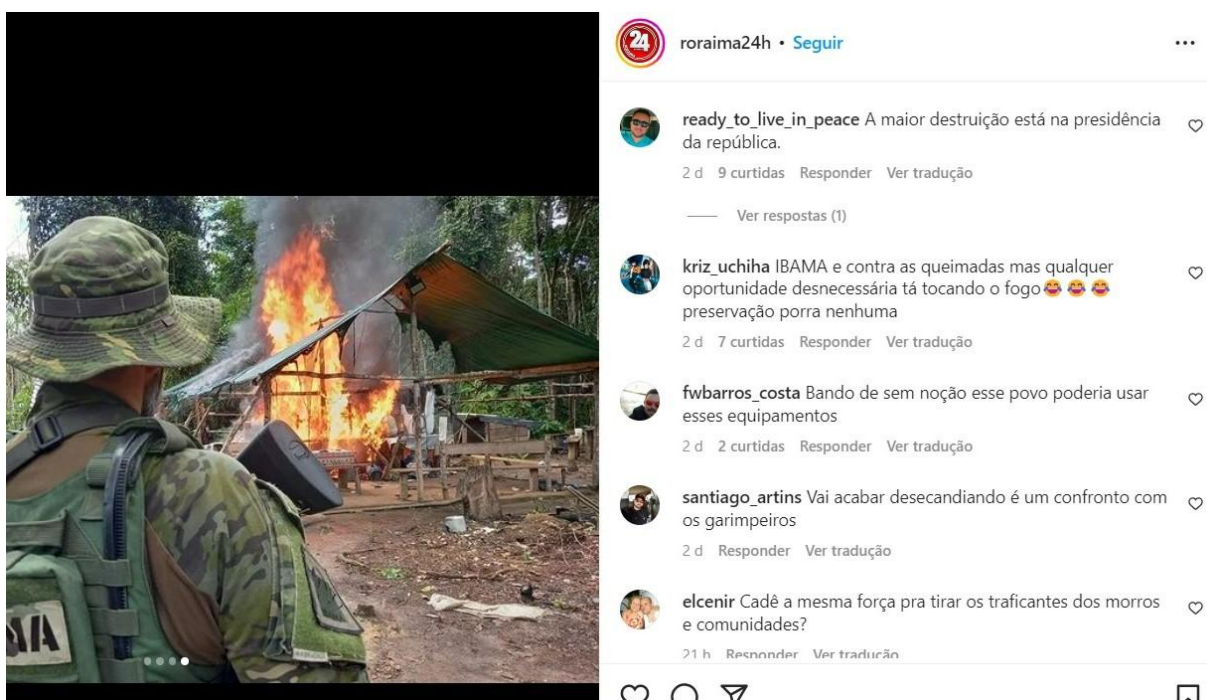 24
roraima24h • Seguir
ready_to_live_in_peace A maior destruição está na presidência
da república.
2 d 9 curtidas Responder Ver tradução
Ver respostas (1)
kriz_uchiha IBAMA e contra as queimadas mas qualquer
oportunidade desnecessária tá tocando o fogo😂😂😂
preservação porra nenhuma
2 d 7 curtidas Responder Ver tradução
fwbarros_costa Bando de sem noção esse povo poderia usar
esses equipamentos
2 d 2 curtidas Responder Ver tradução
santiago_artins Vai acabar desecandiando é um confronto com
os garimpeiros
2 d Responder Ver tradução
elcenir Cadê a mesma força pra tirar os traficantes dos morros
e comunidades?
21 h Responder Ver tradução
MA